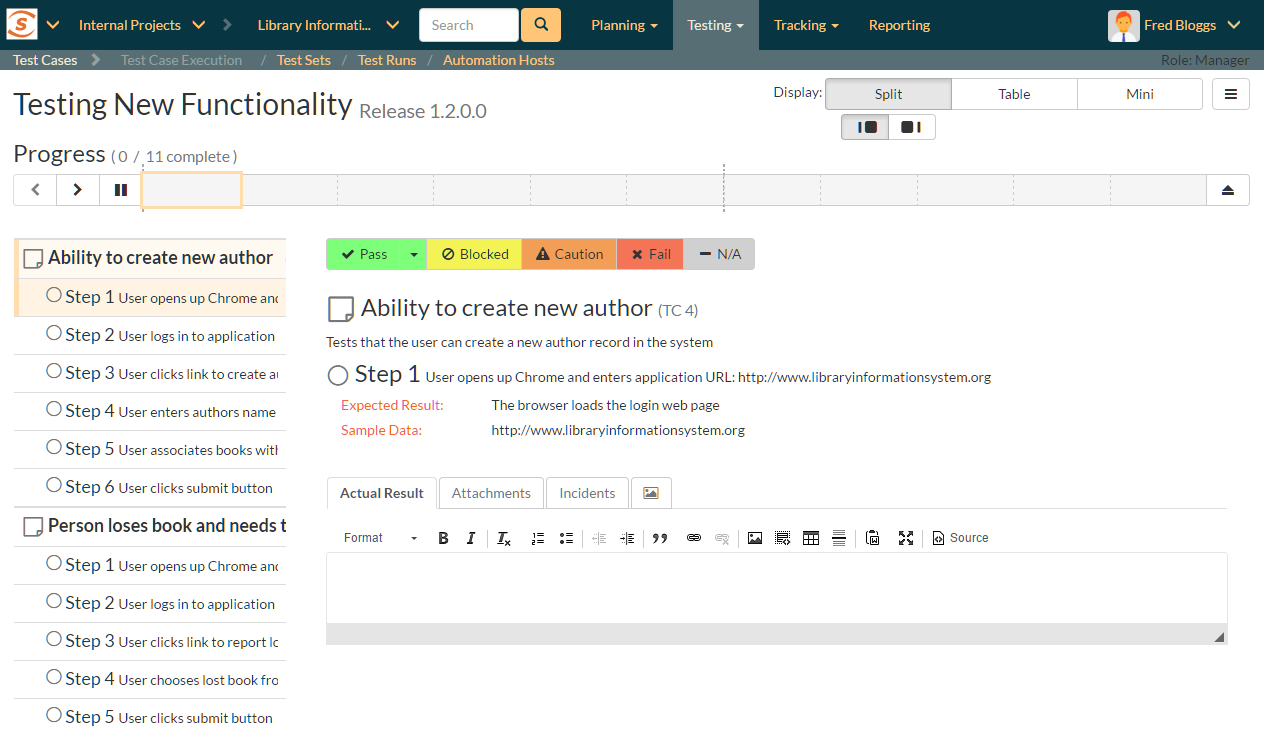 Internal Projects
Library Informati...
Search
Planning
Testing
Tracking
Reporting
Fred Bloggs
Test Cases
Test Case Execution / Test Sets / Test Runs / Automation Hosts
Role: Manager
Testing New Functionality Release 1.2.0.0
Display: Split Table Mini
Progress ( 0 / 11 complete )
Ability to create new author
Step 1 User opens up Chrome and
Step 2 User logs in to application
Step 3 User clicks link to create au
Step 4 User enters authors name
Step 5 User associates books with
Step 6 User clicks submit button
Person loses book and needs t
Step 1 User opens up Chrome and
Step 2 User logs in to application
Step 3 User clicks link to report lo
Step 4 User chooses lost book fro
Step 5 User clicks submit button
Pass Blocked Caution Fail N/A
Ability to create new author (TC 4)
Tests that the user can create a new author record in the system
Step 1 User opens up Chrome and enters application URL: http://www.libraryinformationsystem.org
Expected Result: The browser loads the login web page
Sample Data: http://www.libraryinformationsystem.org
Actual Result Attachments Incidents
Format B I Source